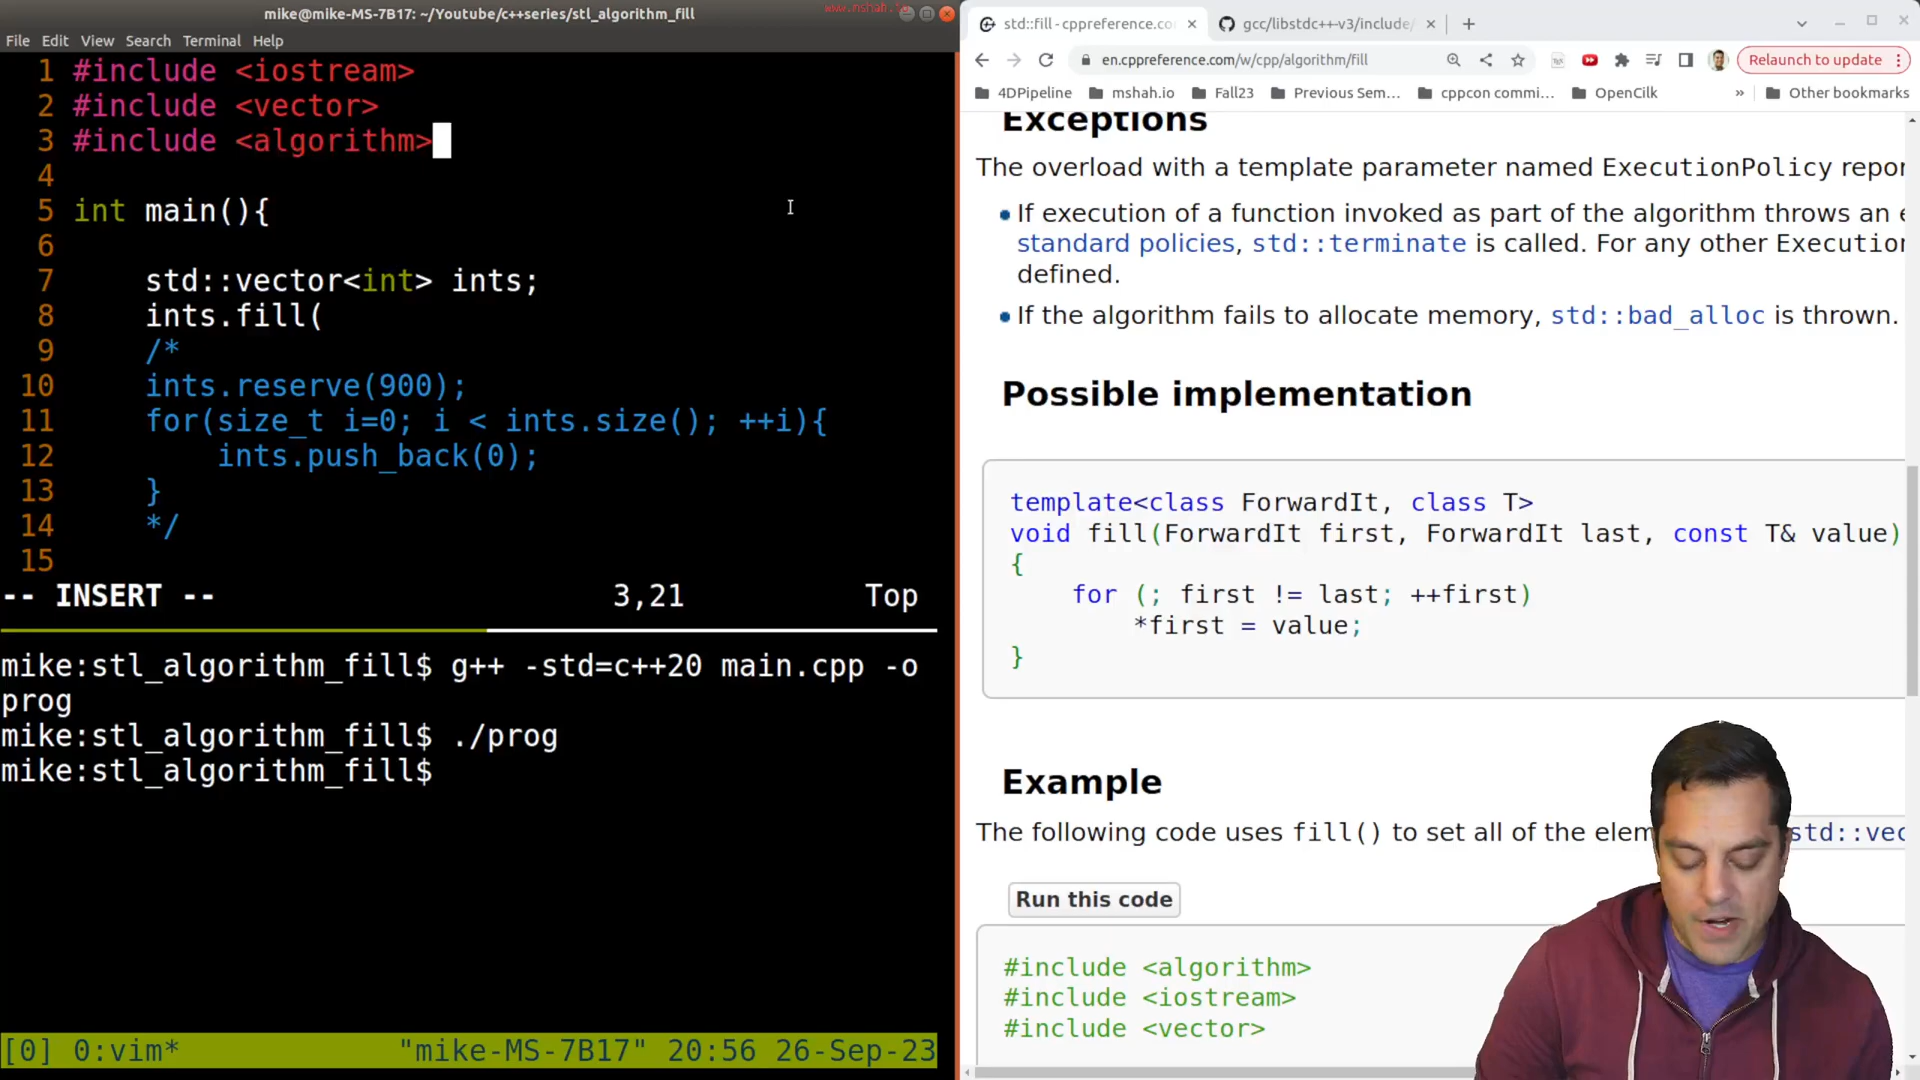 mike@mike-MS-7B17: ~/Youtube/c++series/stl_algorithm_fill
www.mshah.io
File Edit View Search Terminal Help
1 #include <iostream>
2 #include <vector>
3 #include <algorithm>
4
5 int main(){
6
7     std::vector<int> ints;
8     ints.fill(
9     /*
10     ints.reserve(900);
11     for(size_t i=0; i < ints.size(); ++i){
12         ints.push_back(0);
13     }
14     */
15
-- INSERT -- 3,21 Top
mike:stl_algorithm_fill$ g++ -std=c++20 main.cpp -o
prog
mike:stl_algorithm_fill$ ./prog
mike:stl_algorithm_fill$
[0] 0:vim* "mike-MS-7B17" 20:56 26-Sep-23
std::fill - cppreference.co
gcc/libstdc++-v3/include/
en.cppreference.com/w/cpp/algorithm/fill
Relaunch to update
4DPipeline mshah.io Fall23 Previous Sem... cppcon commi... OpenCilk » Other bookmarks
Exceptions
The overload with a template parameter named ExecutionPolicy repor
If execution of a function invoked as part of the algorithm throws an e
standard policies, std::terminate is called. For any other Execution
defined.
If the algorithm fails to allocate memory, std::bad_alloc is thrown.
Possible implementation
template<class ForwardIt, class T>
void fill(ForwardIt first, ForwardIt last, const T& value)
{
    for (; first != last; ++first)
        *first = value;
}
Example
The following code uses fill() to set all of the elem std::vec
Run this code
#include <algorithm>
#include <iostream>
#include <vector>